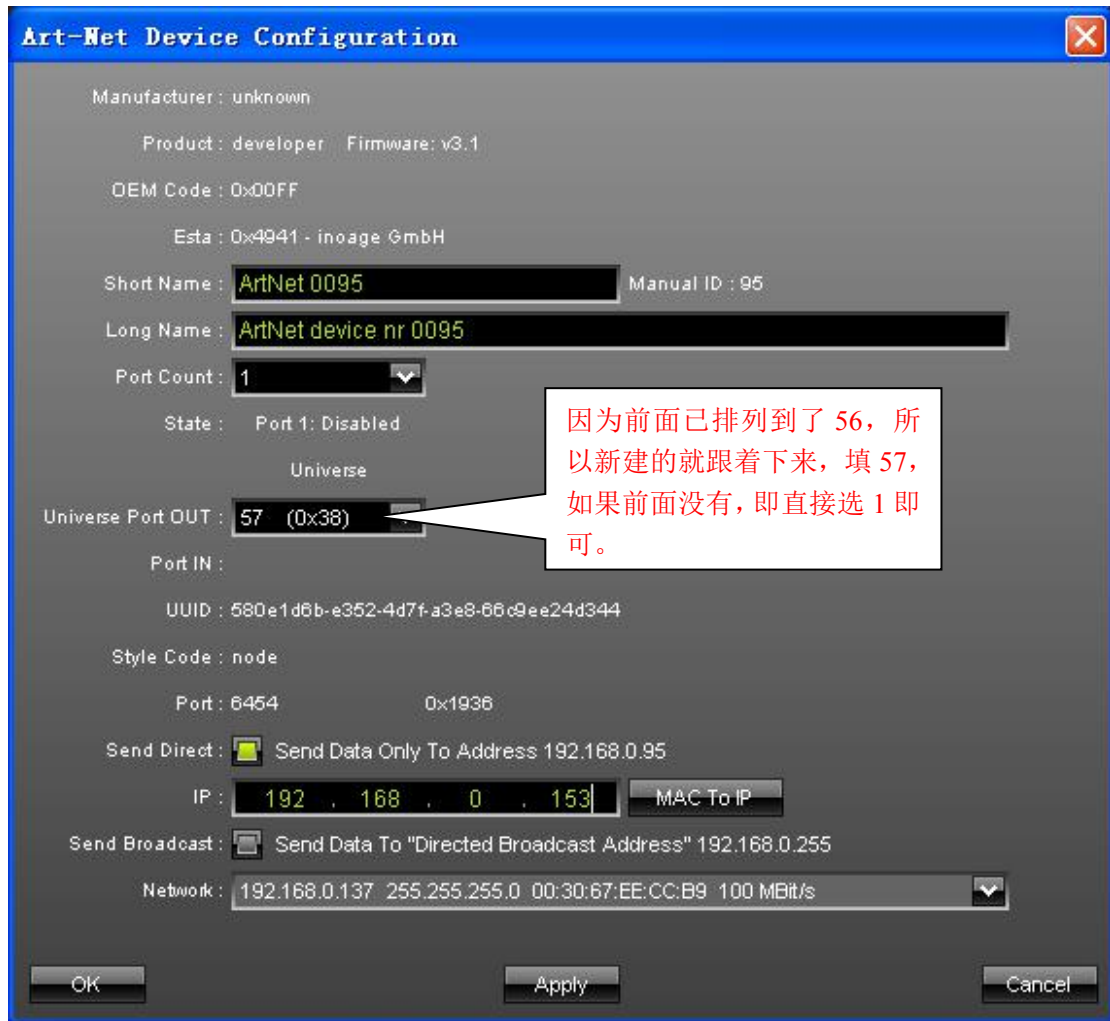 Art-Net Device Configuration
Manufacturer : unknown
Product : developer Firmware: v3.1
OEM Code : 0x00FF
Esta : 0x4941 - inoage GmbH
Short Name : ArtNet 0095 Manual ID : 95
Long Name : ArtNet device nr 0095
Port Count : 1
State : Port 1: Disabled
Universe
Universe Port OUT : 57 (0x38)
因为前面已排列到了 56，所
以新建的就跟着下来，填 57，
如果前面没有，即直接选 1 即
可。
Port IN :
UUID : 580e1d6b-e352-4d7f-a3e8-66c9ee24d344
Style Code : node
Port : 6454 0x1936
Send Direct : Send Data Only To Address 192.168.0.95
IP : 192 . 168 . 0 . 153 MAC To IP
Send Broadcast : Send Data To "Directed Broadcast Address" 192.168.0.255
Network : 192.168.0.137 255.255.255.0 00:30:67:EE:CC:B9 100 MBit/s
OK Apply Cancel